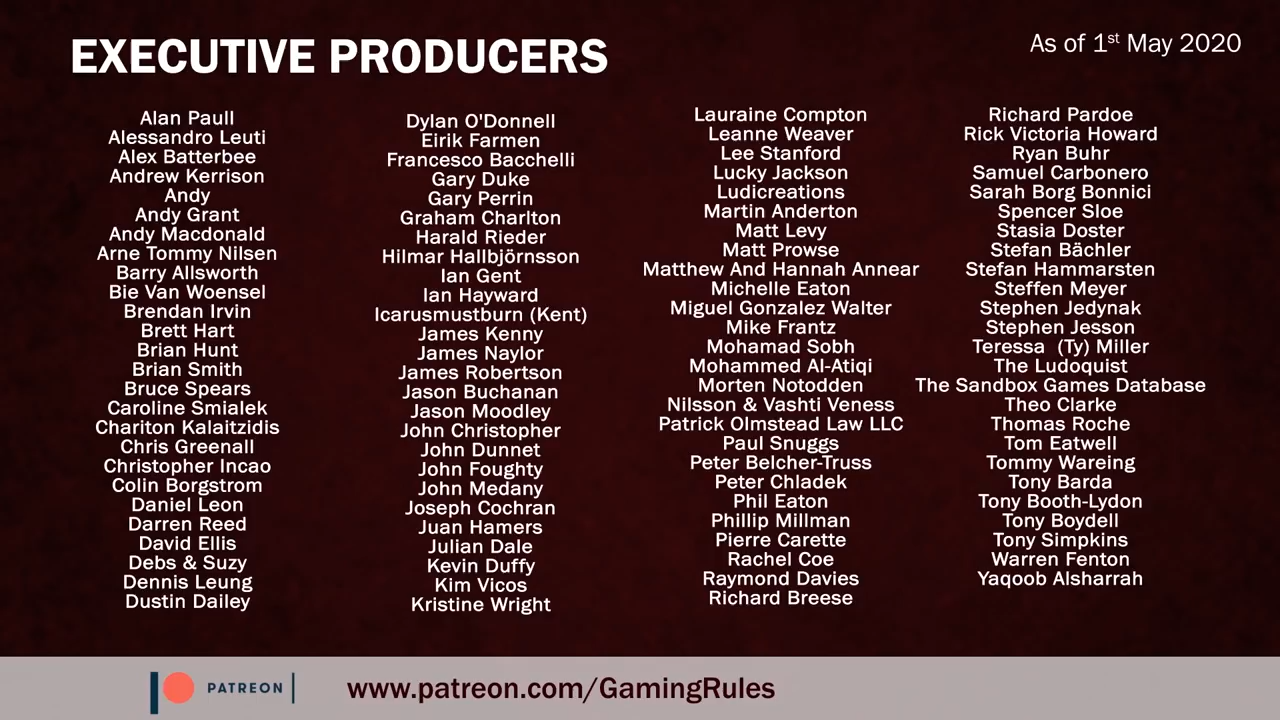 EXECUTIVE PRODUCERS
As of 1st May 2020
Alan Paull
Alessandro Leuti
Alex Batterbee
Andrew Kerrison
Andy
Andy Grant
Andy Macdonald
Arne Tommy Nilsen
Barry Allsworth
Bie Van Woensel
Brendan Irvin
Brett Hart
Brian Hunt
Brian Smith
Bruce Spears
Caroline Smialek
Chariton Kalaitzidis
Chris Greenall
Christopher Incao
Colin Borgstrom
Daniel Leon
Darren Reed
David Ellis
Debs & Suzy
Dennis Leung
Dustin Dailey
Dylan O'Donnell
Eirik Farmen
Francesco Bacchelli
Gary Duke
Gary Perrin
Graham Charlton
Harald Rieder
Hilmar Hallbjörnsson
Ian Gent
Ian Hayward
Icarusmustburn (Kent)
James Kenny
James Naylor
James Robertson
Jason Buchanan
Jason Moodley
John Christopher
John Dunnet
John Foughty
John Medany
Joseph Cochran
Juan Hamers
Julian Dale
Kevin Duffy
Kim Vicos
Kristine Wright
Lauraine Compton
Leanne Weaver
Lee Stanford
Lucky Jackson
Ludicreations
Martin Anderton
Matt Levy
Matt Prowse
Matthew And Hannah Annear
Michelle Eaton
Miguel Gonzalez Walter
Mike Frantz
Mohamad Sobh
Mohammed Al-Atiqi
Morten Notodden
Nilsson & Vashti Veness
Patrick Olmstead Law LLC
Paul Snuggs
Peter Belcher-Truss
Peter Chladek
Phil Eaton
Phillip Millman
Pierre Carette
Rachel Coe
Raymond Davies
Richard Breese
Richard Pardoe
Rick Victoria Howard
Ryan Buhr
Samuel Carbonero
Sarah Borg Bonnici
Spencer Sloe
Stasia Doster
Stefan Bächler
Stefan Hammarsten
Steffen Meyer
Stephen Jedynak
Stephen Jesson
Teressa  (Ty) Miller
The Ludoquist
The Sandbox Games Database
Theo Clarke
Thomas Roche
Tom Eatwell
Tommy Wareing
Tony Barda
Tony Booth-Lydon
Tony Boydell
Tony Simpkins
Warren Fenton
Yaqoob Alsharrah
PATREON
www.patreon.com/GamingRules